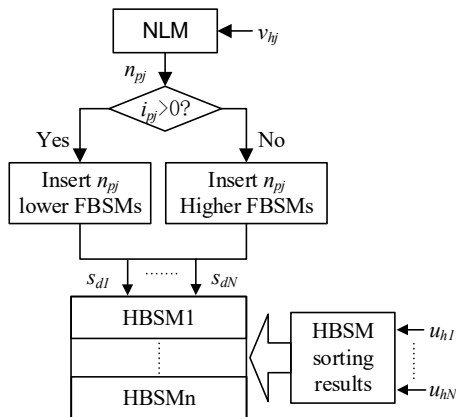 NLM
v_hj
n_pj
i_pj>0?
Yes
No
Insert n_pj
lower FBSMs
Insert n_pj
Higher FBSMs
s_d1 ........ s_dN
HBSM1
HBSMn
HBSM
sorting
results
u_h1
u_hN